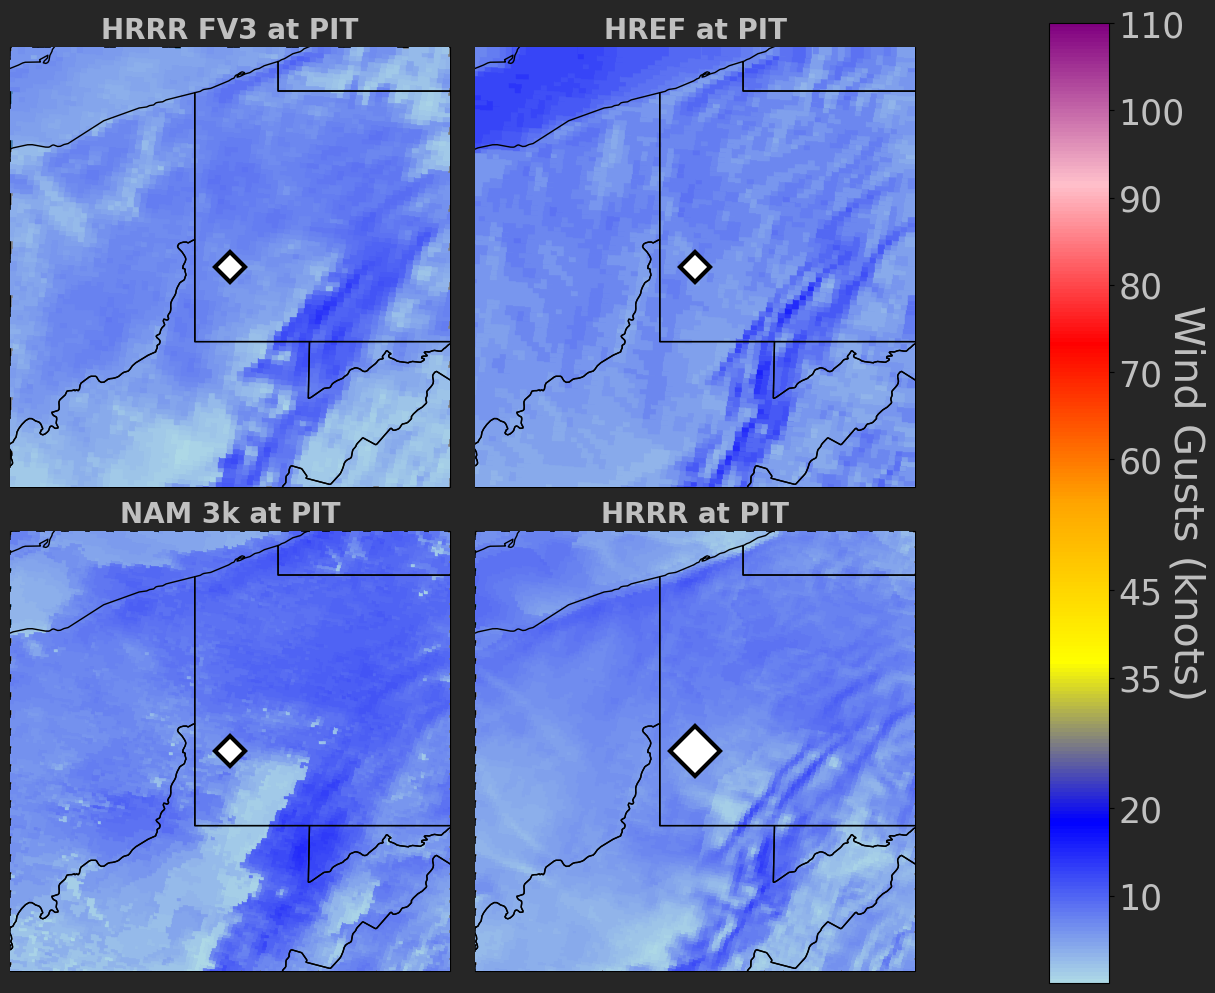 HRRR FV3 at PIT
HREF at PIT
NAM 3k at PIT
HRRR at PIT
110
100
90
80
70
60
45
35
20
10
Wind Gusts (knots)